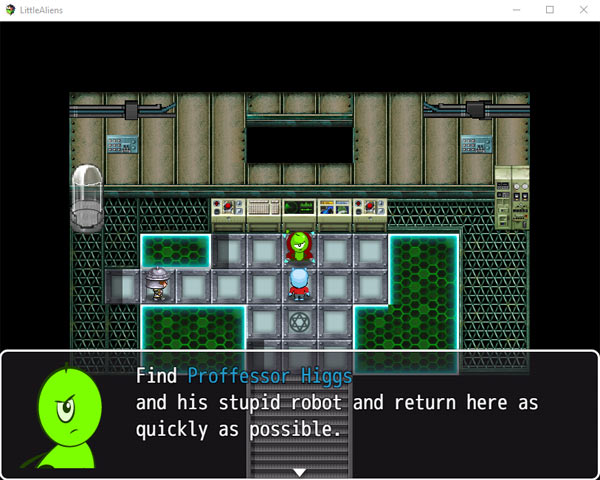 LittleAliens
Find Proffessor Higgs
and his stupid robot and return here as
quickly as possible.